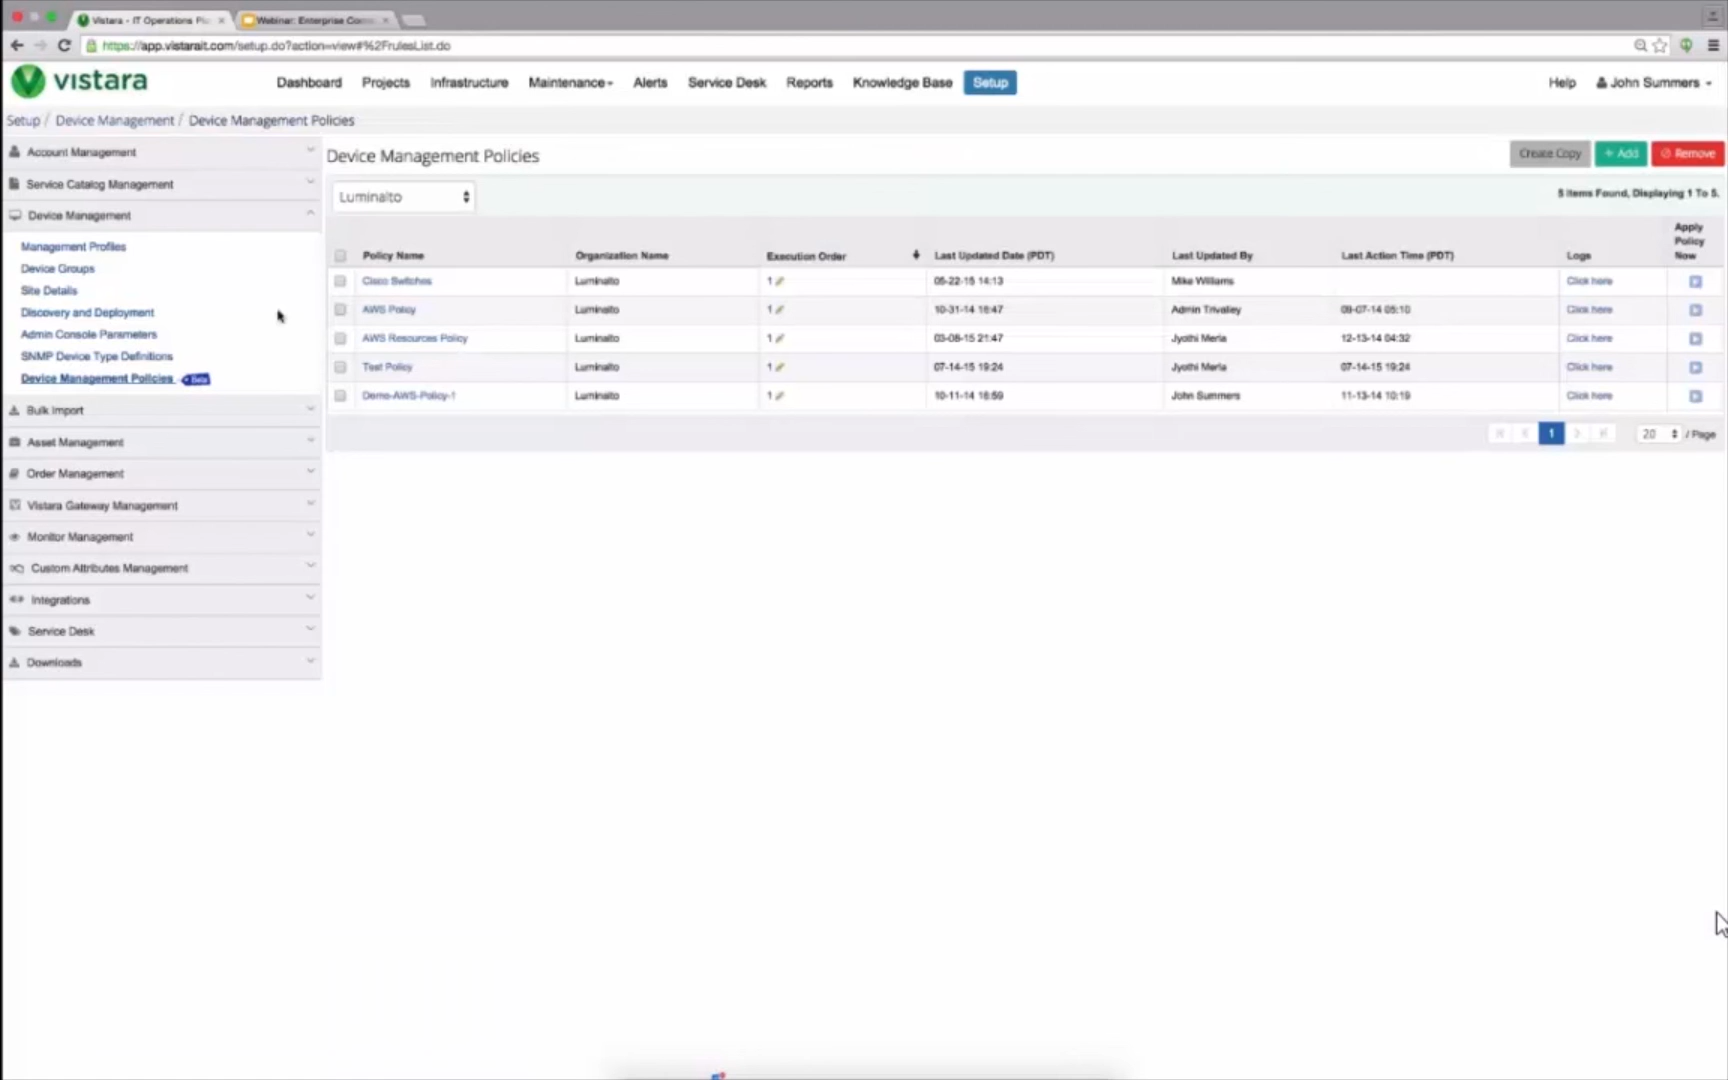 Vistara - IT Operations Pla
Webinar: Enterprise Cons
https://app.vistarait.com/setup.do?action=view#%2FrulesList.do
vistara
Dashboard Projects Infrastructure Maintenance Alerts Service Desk Reports Knowledge Base Setup Help John Summers
Setup / Device Management / Device Management Policies
Account Management
Service Catalog Management
Device Management
Management Profiles
Device Groups
Site Details
Discovery and Deployment
Admin Console Parameters
SNMP Device Type Definitions
Device Management Policies Beta
Bulk Import
Asset Management
Order Management
Vistara Gateway Management
Monitor Management
Custom Attributes Management
Integrations
Service Desk
Downloads
Device Management Policies
Create Copy + Add Remove
Luminalto
5 Items Found, Displaying 1 To 5.
Policy Name Organization Name Execution Order Last Updated Date (PDT) Last Updated By Last Action Time (PDT) Logs Apply Policy Now
Cisco Switches Luminalto 1 05-22-15 14:13 Mike Williams Click here
AWS Policy Luminalto 1 10-31-14 16:47 Admin Trivalley 09-07-14 05:10 Click here
AWS Resources Policy Luminalto 1 03-08-15 21:47 Jyothi Merla 12-13-14 04:32 Click here
Test Policy Luminalto 1 07-14-15 19:24 Jyothi Merla 07-14-15 19:24 Click here
Demo-AWS-Policy-1 Luminalto 1 10-11-14 16:59 John Summers 11-13-14 10:19 Click here
1 20 / Page